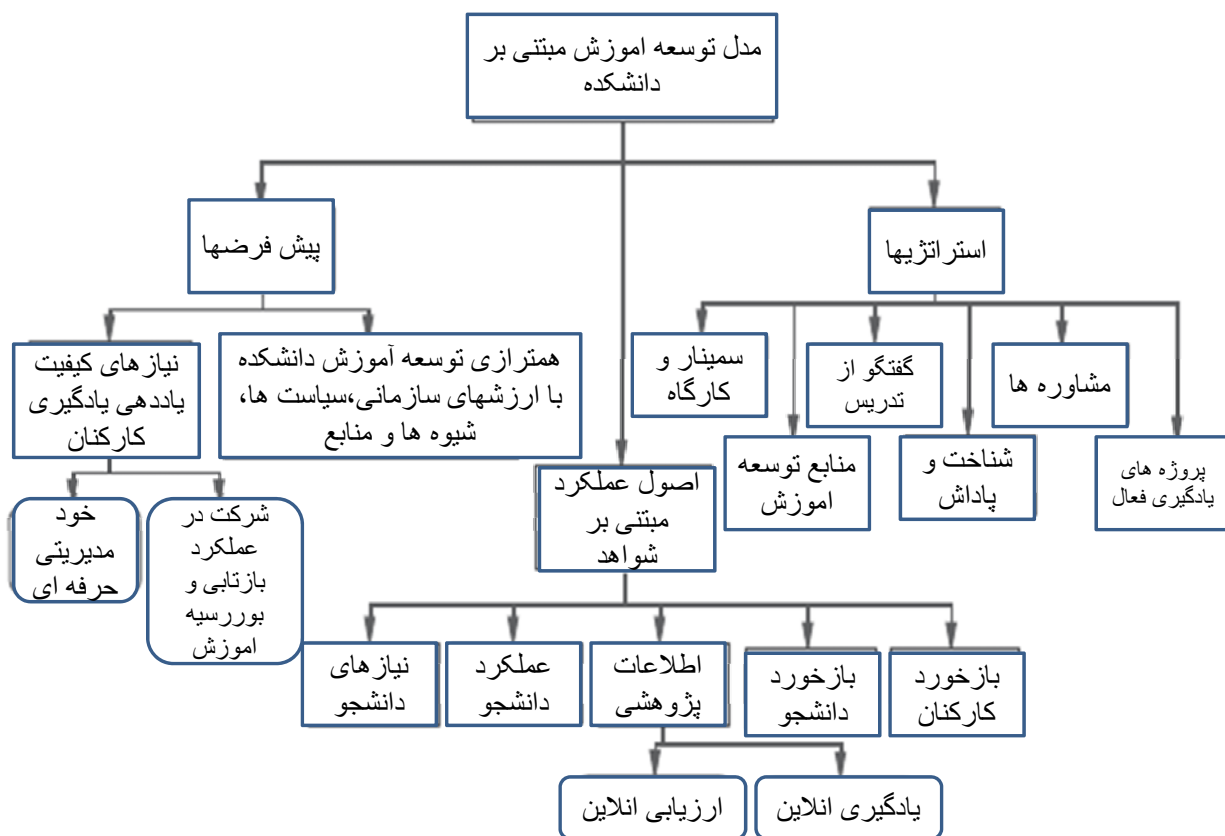 مدل توسعه اموزش مبتنی بر
دانشکده
استراتژیها
پیش فرضها
مشاوره ها
گفتگو از
تدریس
سمینار و
کارگاه
پروژه های
یادگیری فعال
شناخت و
پاداش
منابع توسعه
اموزش
همترازی توسعه آموزش دانشکده
با ارزشهای سازمانی،سیاست ها،
شیوه ها و منابع
نیازهای کیفیت
یاددهی یادگیری
کارکنان
اصول عملکرد
مبتنی بر
شواهد
شرکت در
عملکرد
بازتابی و
بوررسیه
اموزش
خود
مدیریتی
حرفه ای
بازخورد
کارکنان
بازخورد
دانشجو
اطلاعات
پژوهشی
عملکرد
دانشجو
نیازهای
دانشجو
یادگیری انلاین
ارزیابی انلاین